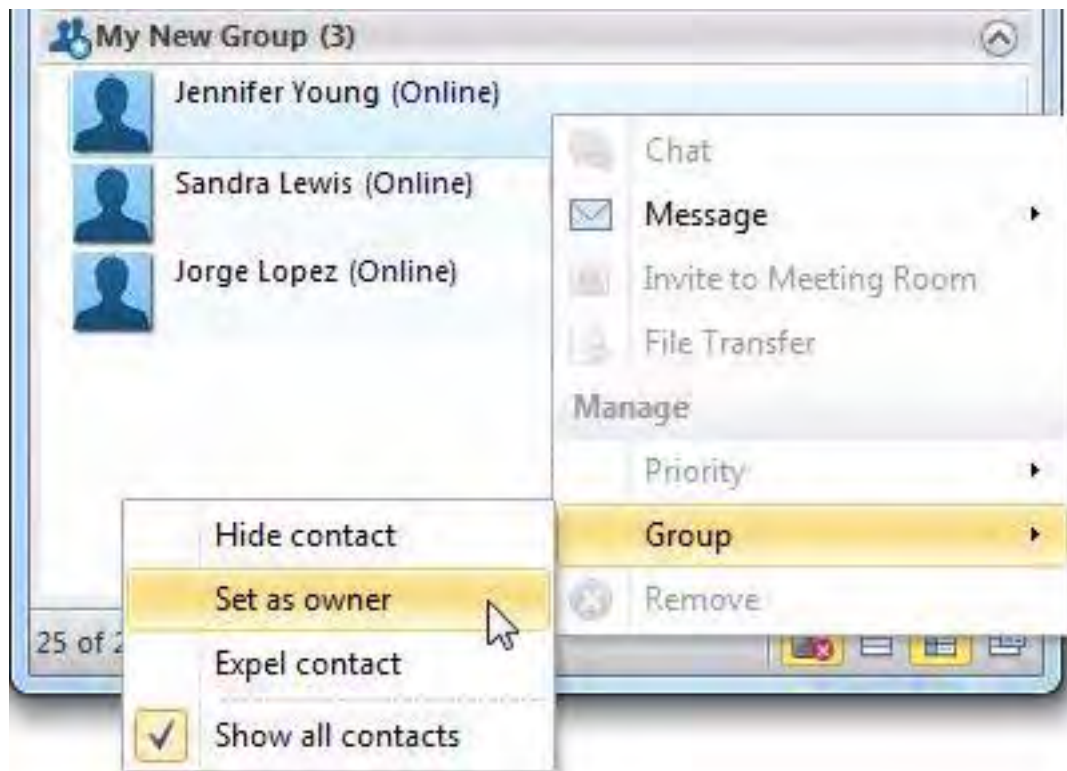 My New Group (3)
Jennifer Young (Online)
Sandra Lewis (Online)
Jorge Lopez (Online)
Chat
Message
Invite to Meeting Room
File Transfer
Manage
Priority
Group
Remove
Hide contact
Set as owner
Expel contact
Show all contacts
25 of